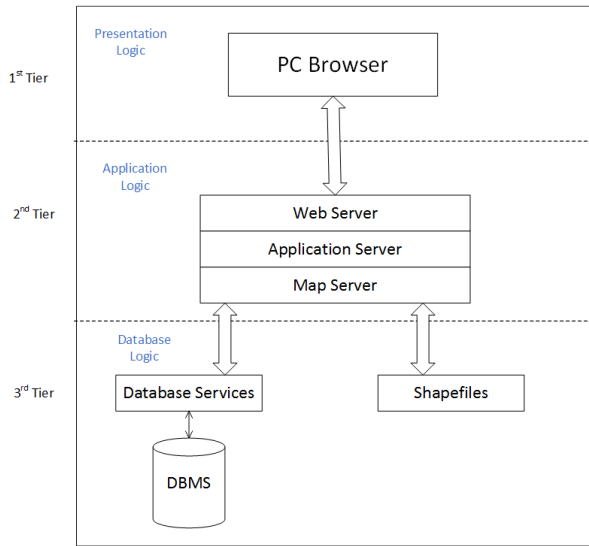 Presentation
Logic
PC Browser
1st Tier
Application
Logic
2nd Tier
Web Server
Application Server
Map Server
Database
Logic
3rd Tier
Database Services
Shapefiles
DBMS